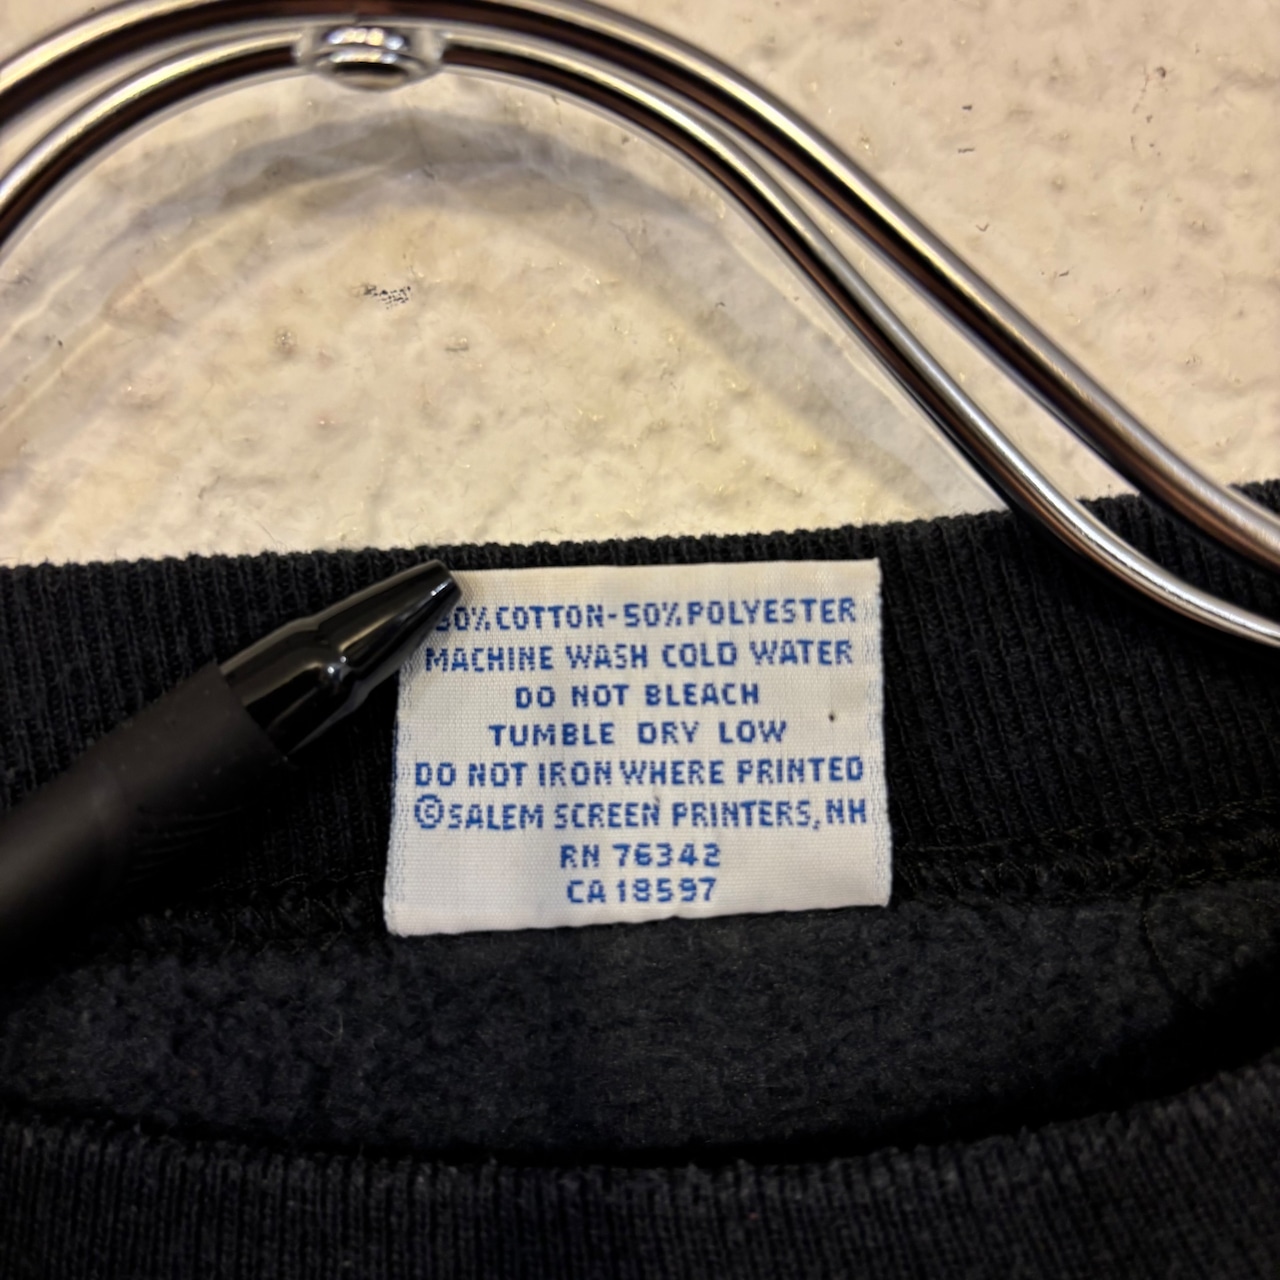 50% COTTON-50% POLYESTER
MACHINE WASH COLD WATER
DO NOT BLEACH
TUMBLE DRY LOW
DO NOT IRON WHERE PRINTED
©SALEM SCREEN PRINTERS, NH
RN 76342
CA 18597